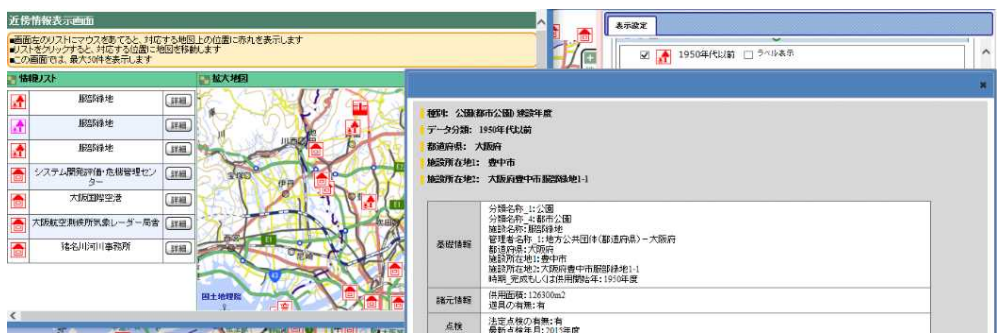 近傍情報表示画面
■画面左のリストにマウスをあてると、対応する地図上の位置に赤丸を表示します
■リストをクリックすると、対応する位置に地図を移動します
■この画面では、最大50件を表示します
情報リスト
服部緑地 詳細
服部緑地 詳細
服部緑地 詳細
システム開発評価・危機管理センター 詳細
大阪国際空港 詳細
大阪航空測候所気象レーダー局舎 詳細
猪名川河川事務所 詳細
拡大地図
川西
宝塚
伊丹
尼崎
国土地理院
表示設定
1950年代以前 ラベル表示
種別: 公園(都市公園) 建設年度
データ分類: 1950年代以前
都道府県: 大阪府
施設所在地1: 豊中市
施設所在地2: 大阪府豊中市服部緑地1-1
基礎情報
分類名称_1:公園
分類名称_4:都市公園
施設名称:服部緑地
管理者名称_1:地方公共団体(都道府県)-大阪府
都道府県:大阪府
施設所在地1:豊中市
施設所在地2:大阪府豊中市服部緑地1-1
時期_完成もしくは供用開始年:1950年度
諸元情報
供用面積:126300m2
遊具の有無:有
点検
法定点検の有無:有
最新点検年月:2013年度